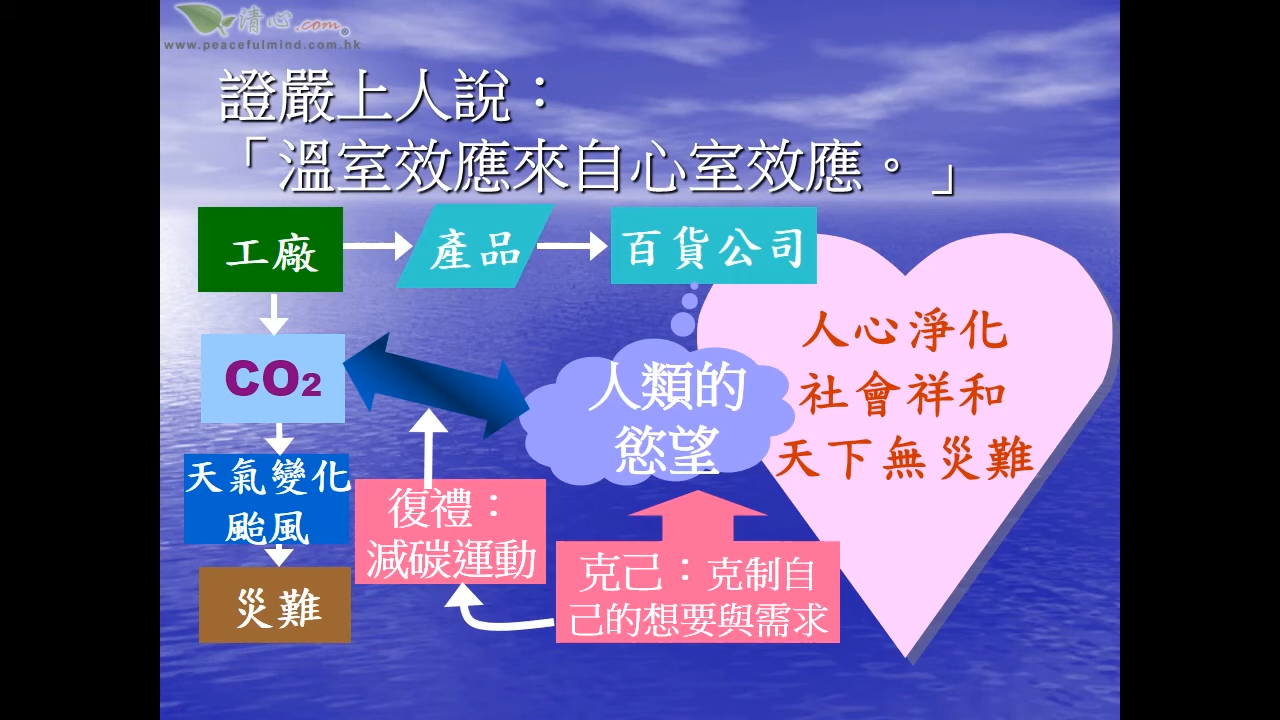 清心.com
www.peacefulmind.com.hk
證嚴上人說：
「溫室效應來自心室效應。」
工廠
產品
百貨公司
CO2
人類的
慾望
人心淨化
社會祥和
天下無災難
天氣變化
颱風
復禮：
減碳運動
克己：克制自
己的想要與需求
災難